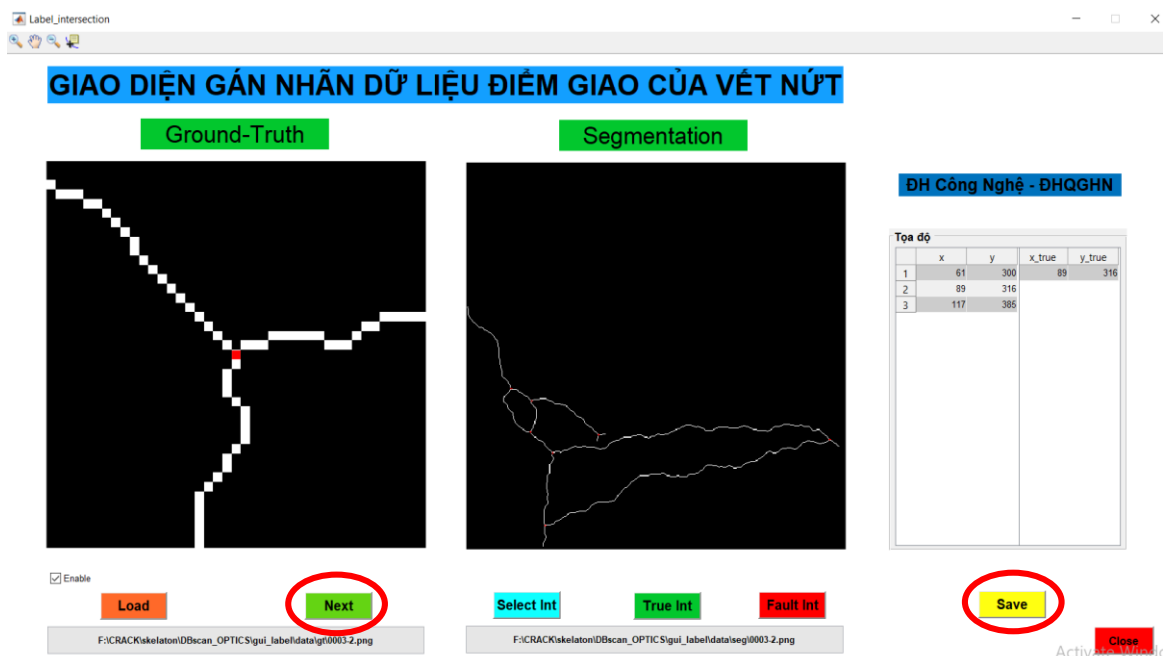 Label_intersection
GIAO DIỆN GÁN NHÃN DỮ LIỆU ĐIỂM GIAO CỦA VẾT NỨT
Ground-Truth
Segmentation
ĐH Công Nghệ - ĐHQGHN
Tọa độ
x y x_true y_true
1 61 300 89 316
2 89 316
3 117 385
Enable
Load
Next
Select Int
True Int
Fault Int
Save
F:\CRACK\skelaton\DBscan_OPTICS\gui_label\data\gt\0003-2.png
F:\CRACK\skelaton\DBscan_OPTICS\gui_label\data\seg\0003-2.png
Close
Activate Windo